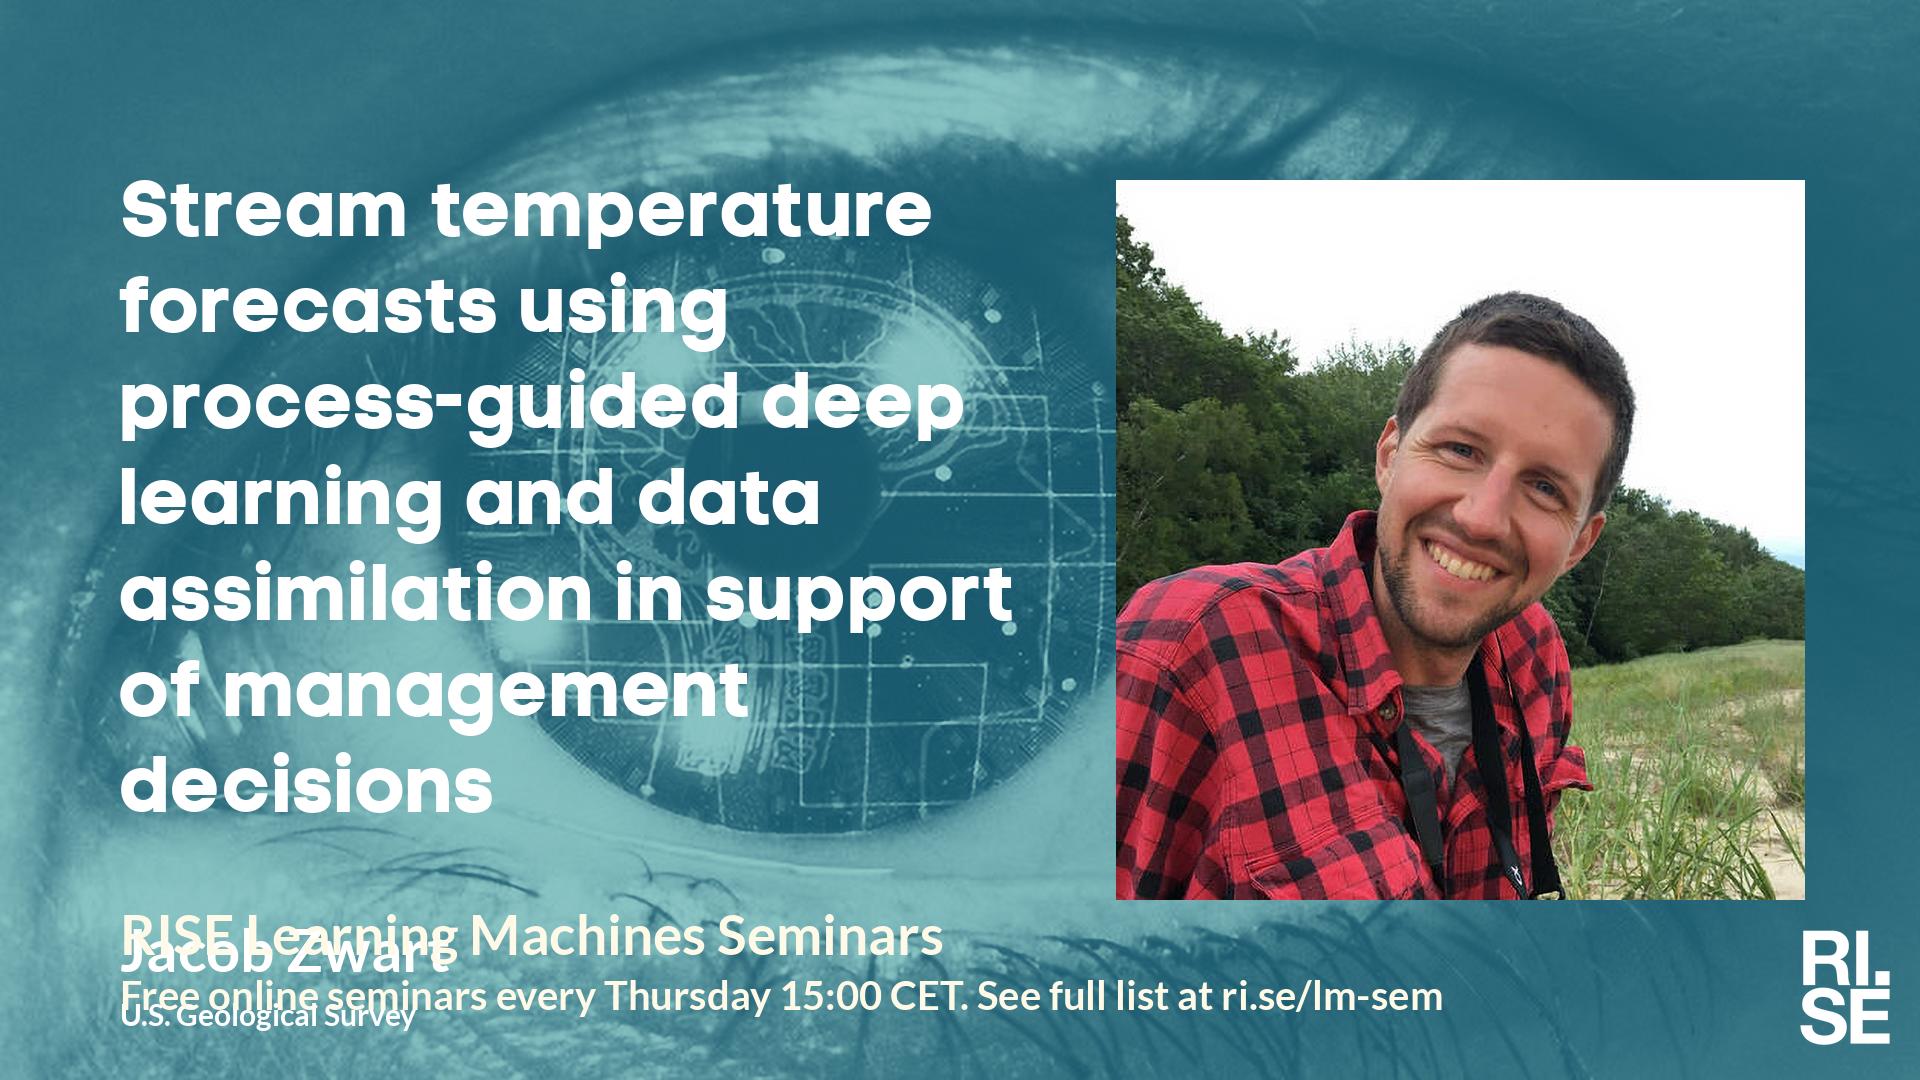 Stream temperature
forecasts using
process-guided deep
learning and data
assimilation in support
of management
decisions
RISE Learning Machines Seminars
Jacob Zwart
Free online seminars every Thursday 15:00 CET. See full list at ri.se/lm-sem
U.S. Geological Survey
RI.
SE